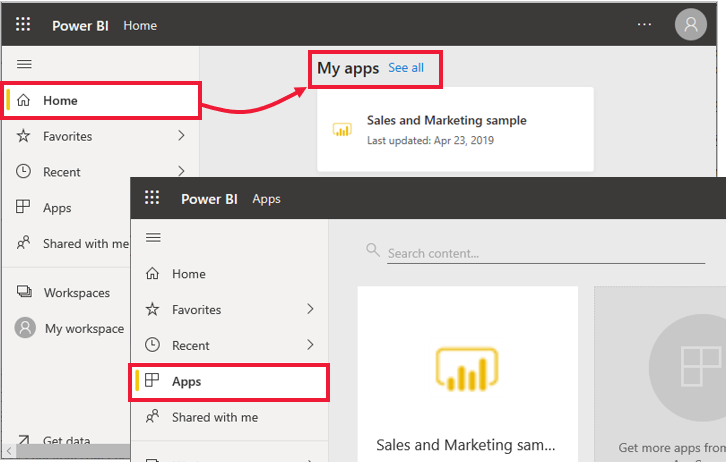 Power BI Home ...
My apps See all
Home
Sales and Marketing sample
Favorites
Last updated: Apr 23, 2019
Recent
Apps
Shared with me
Workspaces
My workspace
Get data
Power BI Apps
Search content...
Home
Favorites
Recent
Apps
Shared with me
Sales and Marketing sam...
Get more apps from